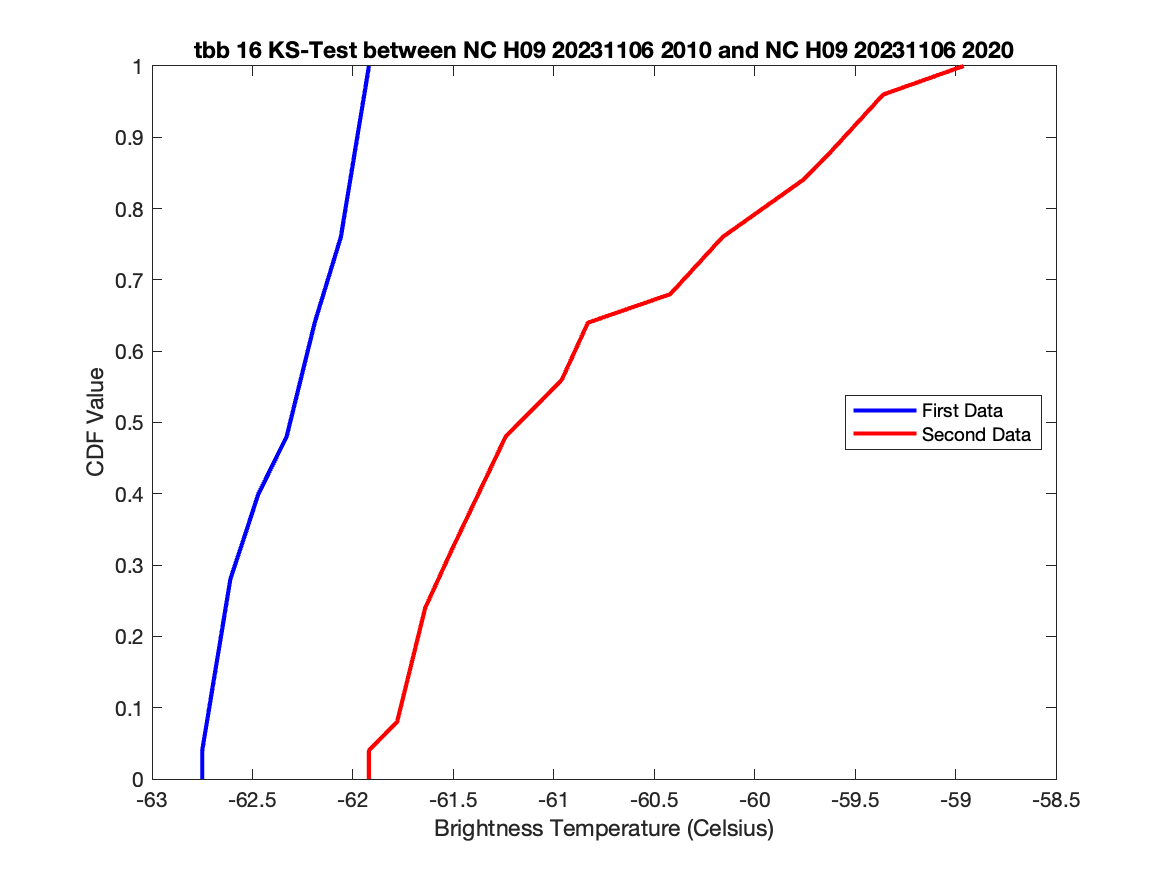 tbb 16 KS-Test between NC H09 20231106 2010 and NC H09 20231106 2020
1
0.9
0.8
0.7
0.6
0.5
0.4
0.3
0.2
0.1
0
CDF Value
First Data
Second Data
-63 -62.5 -62 -61.5 -61 -60.5 -60 -59.5 -59 -58.5
Brightness Temperature (Celsius)